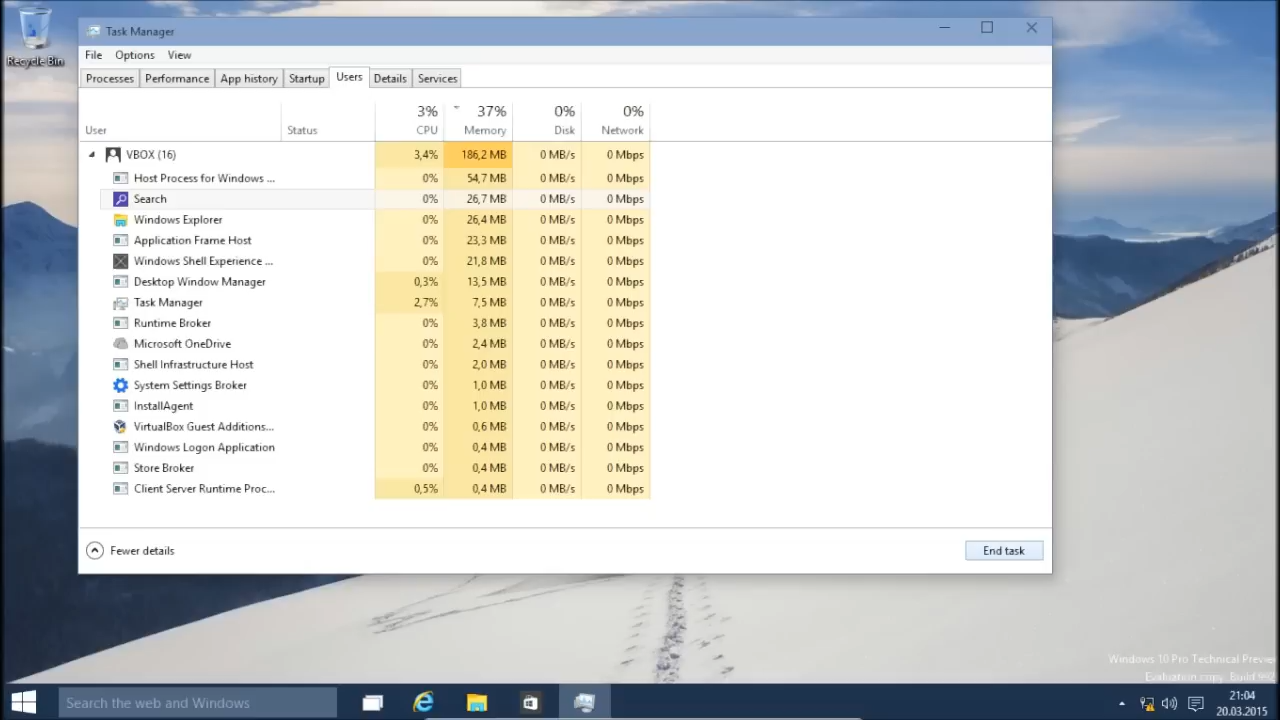 Recycle Bin
Task Manager
File Options View
Processes Performance App history Startup Users Details Services
3% 37% 0% 0%
User Status CPU Memory Disk Network
VBOX (16) 3,4% 186,2 MB 0 MB/s 0 Mbps
Host Process for Windows ... 0% 54,7 MB 0 MB/s 0 Mbps
Search 0% 26,7 MB 0 MB/s 0 Mbps
Windows Explorer 0% 26,4 MB 0 MB/s 0 Mbps
Application Frame Host 0% 23,3 MB 0 MB/s 0 Mbps
Windows Shell Experience ... 0% 21,8 MB 0 MB/s 0 Mbps
Desktop Window Manager 0,3% 13,5 MB 0 MB/s 0 Mbps
Task Manager 2,7% 7,5 MB 0 MB/s 0 Mbps
Runtime Broker 0% 3,8 MB 0 MB/s 0 Mbps
Microsoft OneDrive 0% 2,4 MB 0 MB/s 0 Mbps
Shell Infrastructure Host 0% 2,0 MB 0 MB/s 0 Mbps
System Settings Broker 0% 1,0 MB 0 MB/s 0 Mbps
InstallAgent 0% 1,0 MB 0 MB/s 0 Mbps
VirtualBox Guest Additions... 0% 0,6 MB 0 MB/s 0 Mbps
Windows Logon Application 0% 0,4 MB 0 MB/s 0 Mbps
Store Broker 0% 0,4 MB 0 MB/s 0 Mbps
Client Server Runtime Proc... 0,5% 0,4 MB 0 MB/s 0 Mbps
Fewer details End task
Windows 10 Pro Technical Previe
Evaluation copy. Build
Search the web and Windows
21:04
20.03.2015